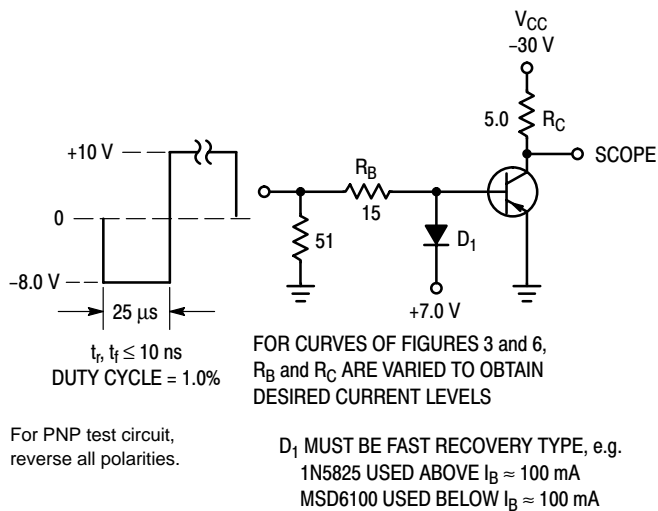 V_CC
−30 V
5.0 R_C
+10 V
R_B
SCOPE
15
0
51
D₁
−8.0 V
+7.0 V
25 µs
t_r, t_f ≤ 10 ns
DUTY CYCLE = 1.0%
FOR CURVES OF FIGURES 3 and 6,
R_B and R_C ARE VARIED TO OBTAIN
DESIRED CURRENT LEVELS
For PNP test circuit,
reverse all polarities.
D₁ MUST BE FAST RECOVERY TYPE, e.g.
1N5825 USED ABOVE I_B ≈ 100 mA
MSD6100 USED BELOW I_B ≈ 100 mA